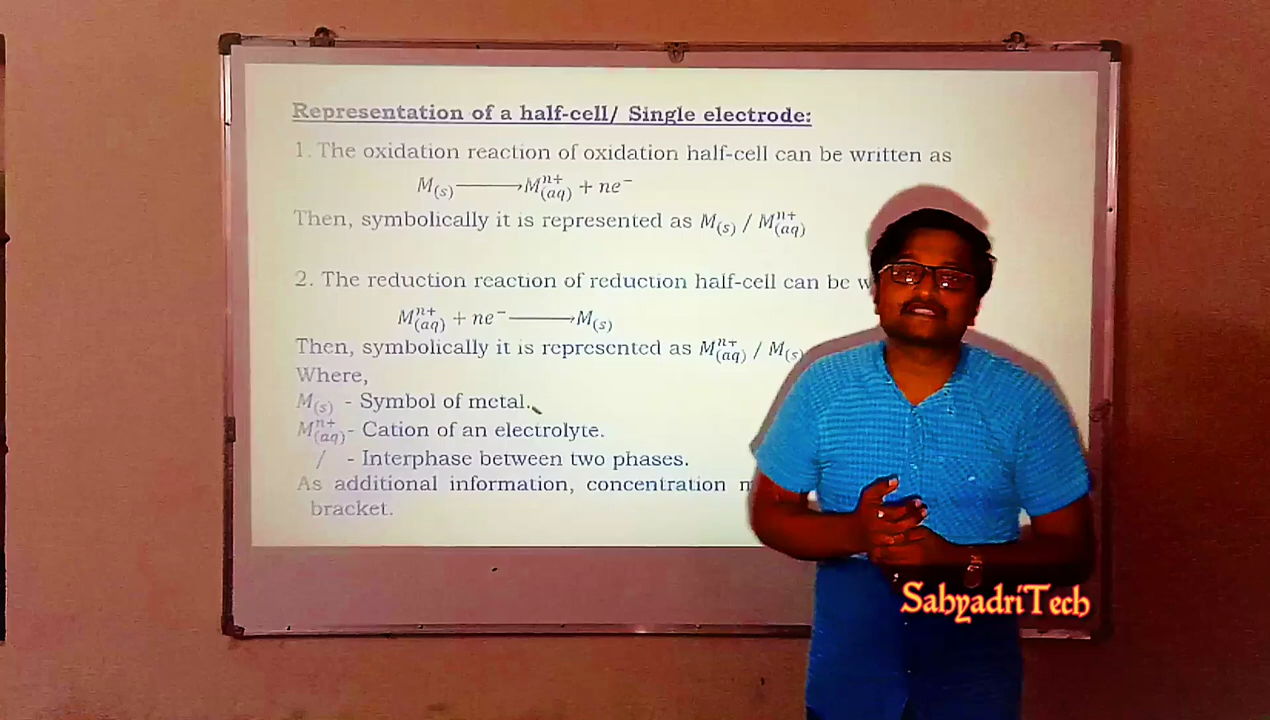 Representation of a half-cell/ Single electrode:
1. The oxidation reaction of oxidation half-cell can be written as
M(s) ⟶ M^{n+}_{(aq)} + ne⁻
Then, symbolically it is represented as M(s) / M^{n+}_{(aq)}
2. The reduction reaction of reduction half-cell can be
M^{n+}_{(aq)} + ne⁻ ⟶ M(s)
Then, symbolically it is represented as M^{n+}_{(aq)} / M(s)
Where,
M(s) - Symbol of metal.
M^{n+}_{(aq)} - Cation of an electrolyte.
/ - Interphase between two phases.
As additional information, concentration
bracket.
SahyadriTech